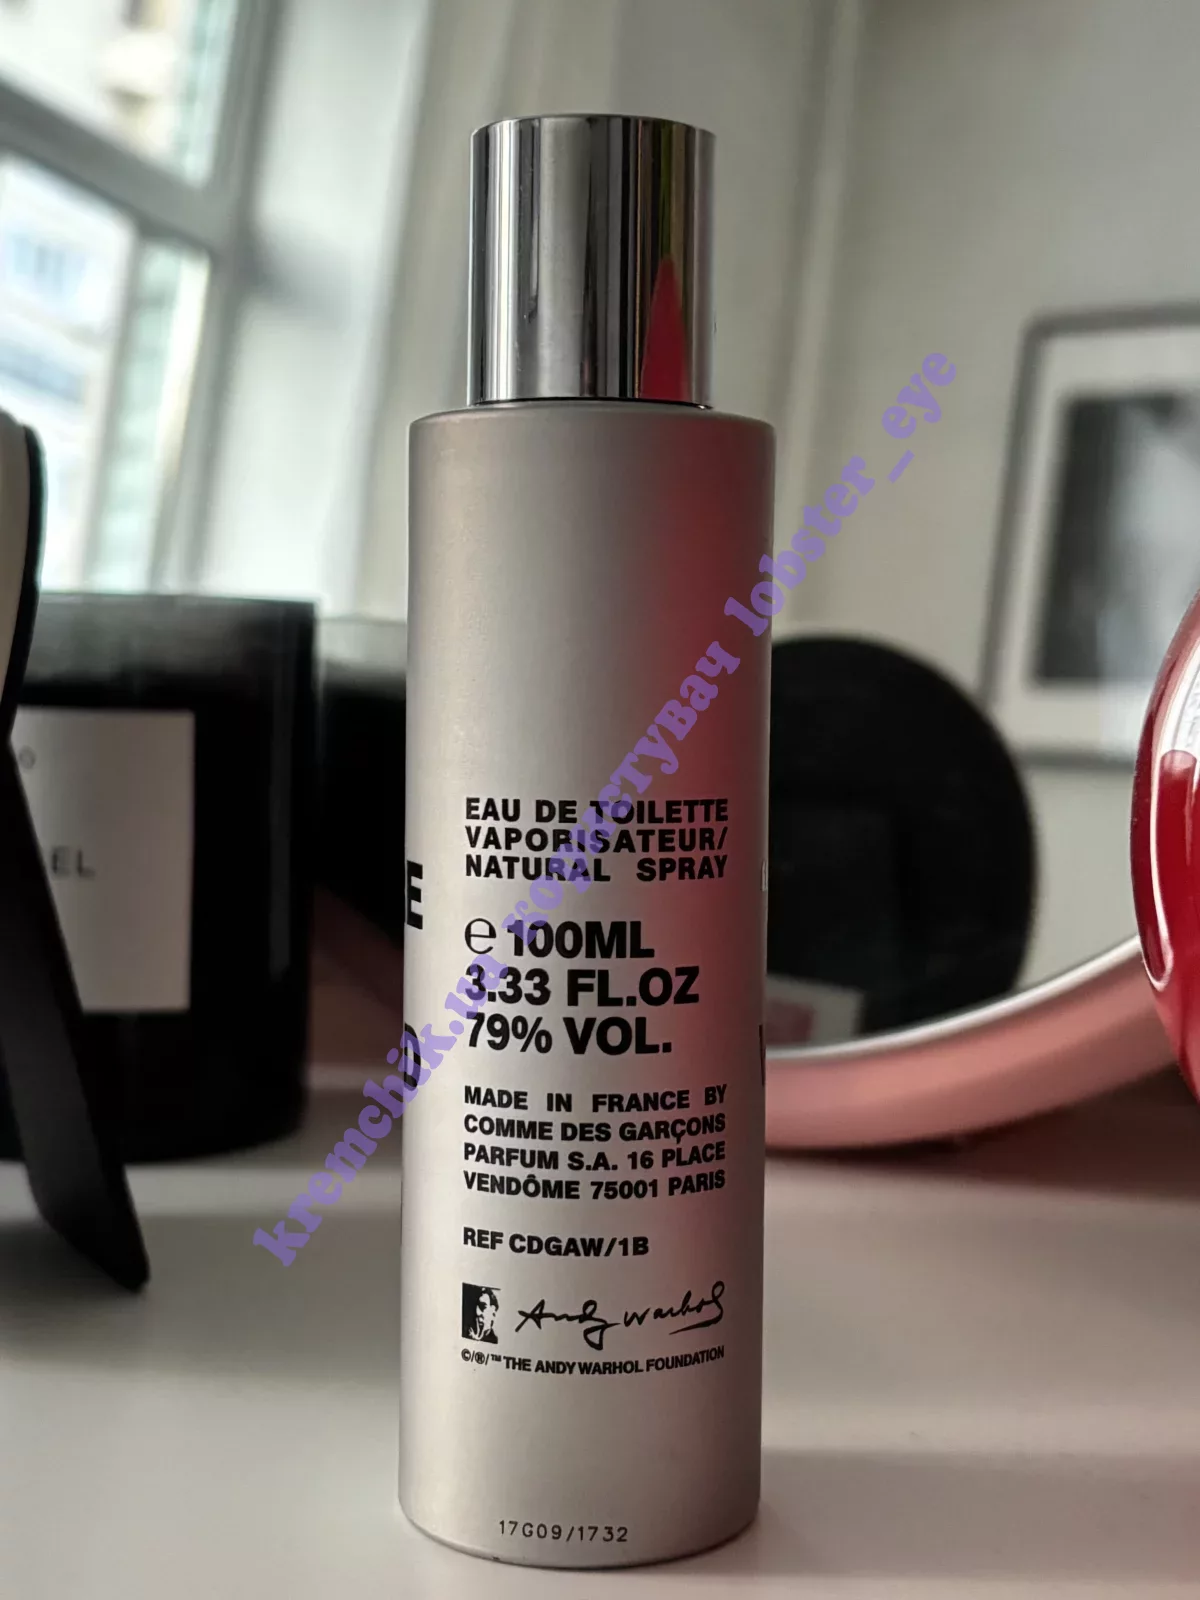 EAU DE TOILETTE
VAPORISATEUR/
NATURAL SPRAY
℮ 100ML
3.33 FL.OZ
79% VOL.
MADE IN FRANCE BY
COMME DES GARÇONS
PARFUM S.A. 16 PLACE
VENDÔME 75001 PARIS
REF CDGAW/1B
Andy Warhol
©/®/™ THE ANDY WARHOL FOUNDATION
17G09/1732
kremchik.ua користувач lobster_eye
E
EL